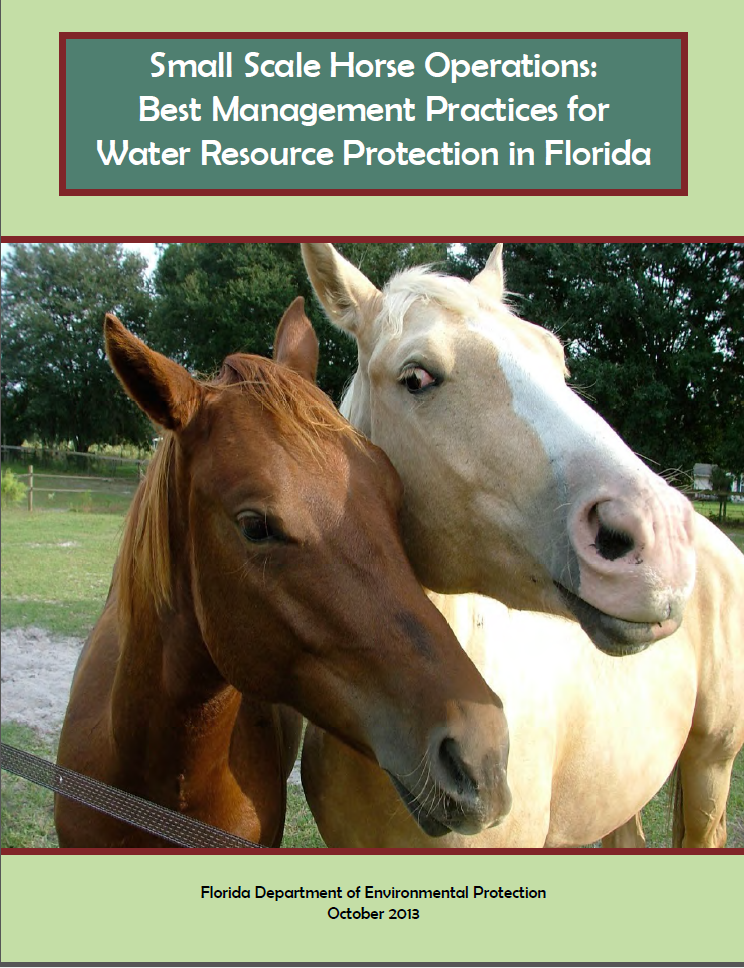 Small Scale Horse Operations:
Best Management Practices for
Water Resource Protection in Florida
Florida Department of Environmental Protection
October 2013